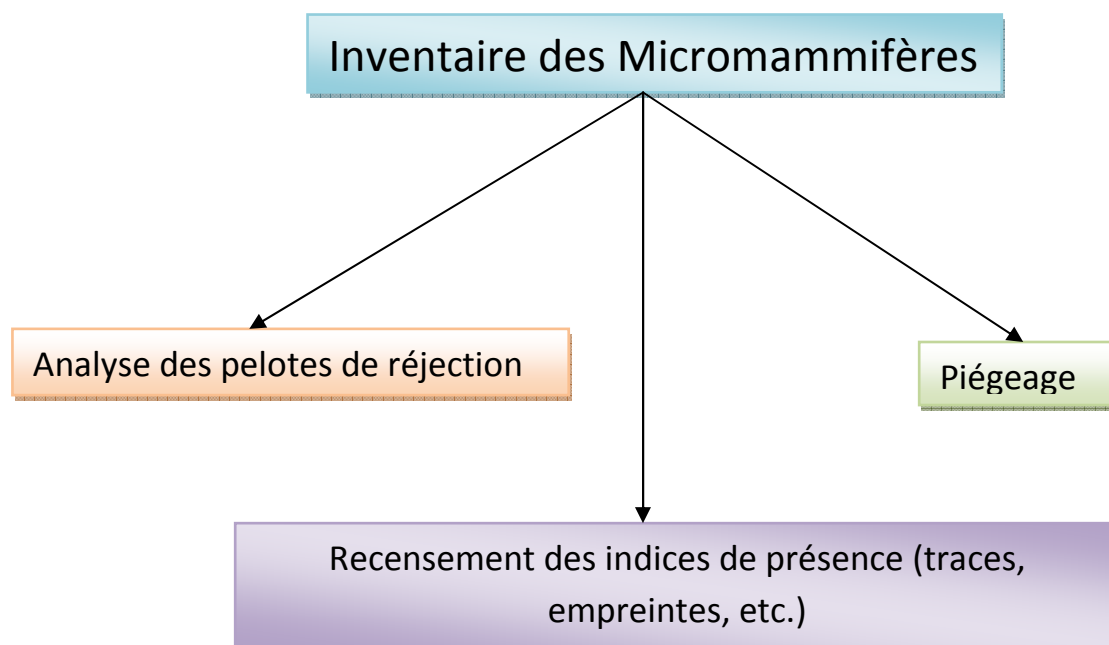 Inventaire des Micromammifères
Analyse des pelotes de réjection
Piégeage
Recensement des indices de présence (traces,
empreintes, etc.)